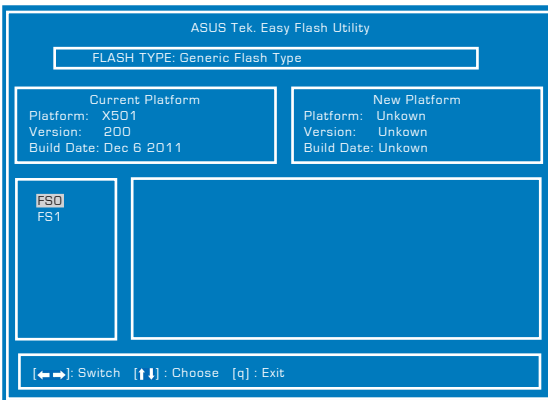 ASUS Tek. Easy Flash Utility
FLASH TYPE: Generic Flash Type
Current Platform
Platform: X501
Version: 200
Build Date: Dec 6 2011
New Platform
Platform: Unkown
Version: Unkown
Build Date: Unkown
FS0
FS1
[←→]: Switch [↑↓] : Choose [q] : Exit